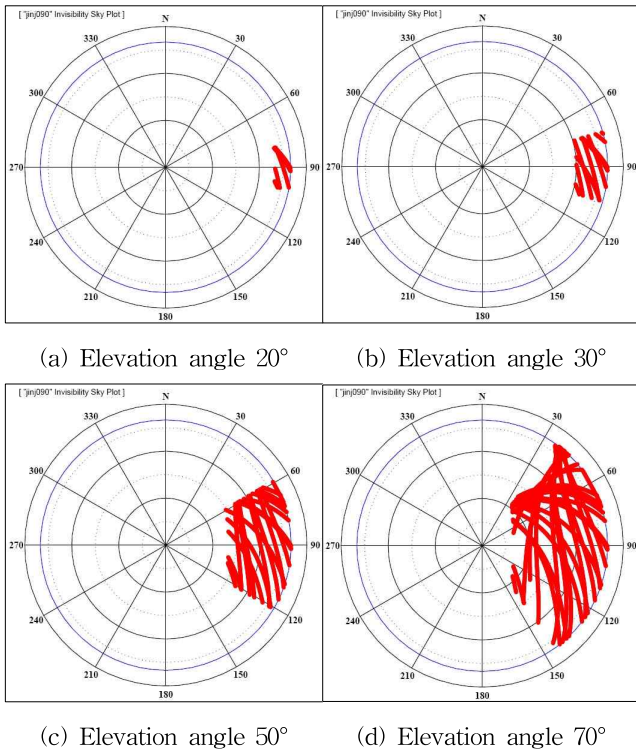 [ "jinj090" Invisibility Sky Plot ]
N
330 30
300 60
270 90
240 120
210 150
180
(a) Elevation angle 20°
[ "jinj090" Invisibility Sky Plot ]
N
330 30
300 60
270 90
240 120
210 150
180
(b) Elevation angle 30°
[ "jinj090" Invisibility Sky Plot ]
N
330 30
300 60
270 90
240 120
210 150
180
(c) Elevation angle 50°
[ "jinj090" Invisibility Sky Plot ]
N
330 30
300 60
270 90
240 120
210 150
180
(d) Elevation angle 70°